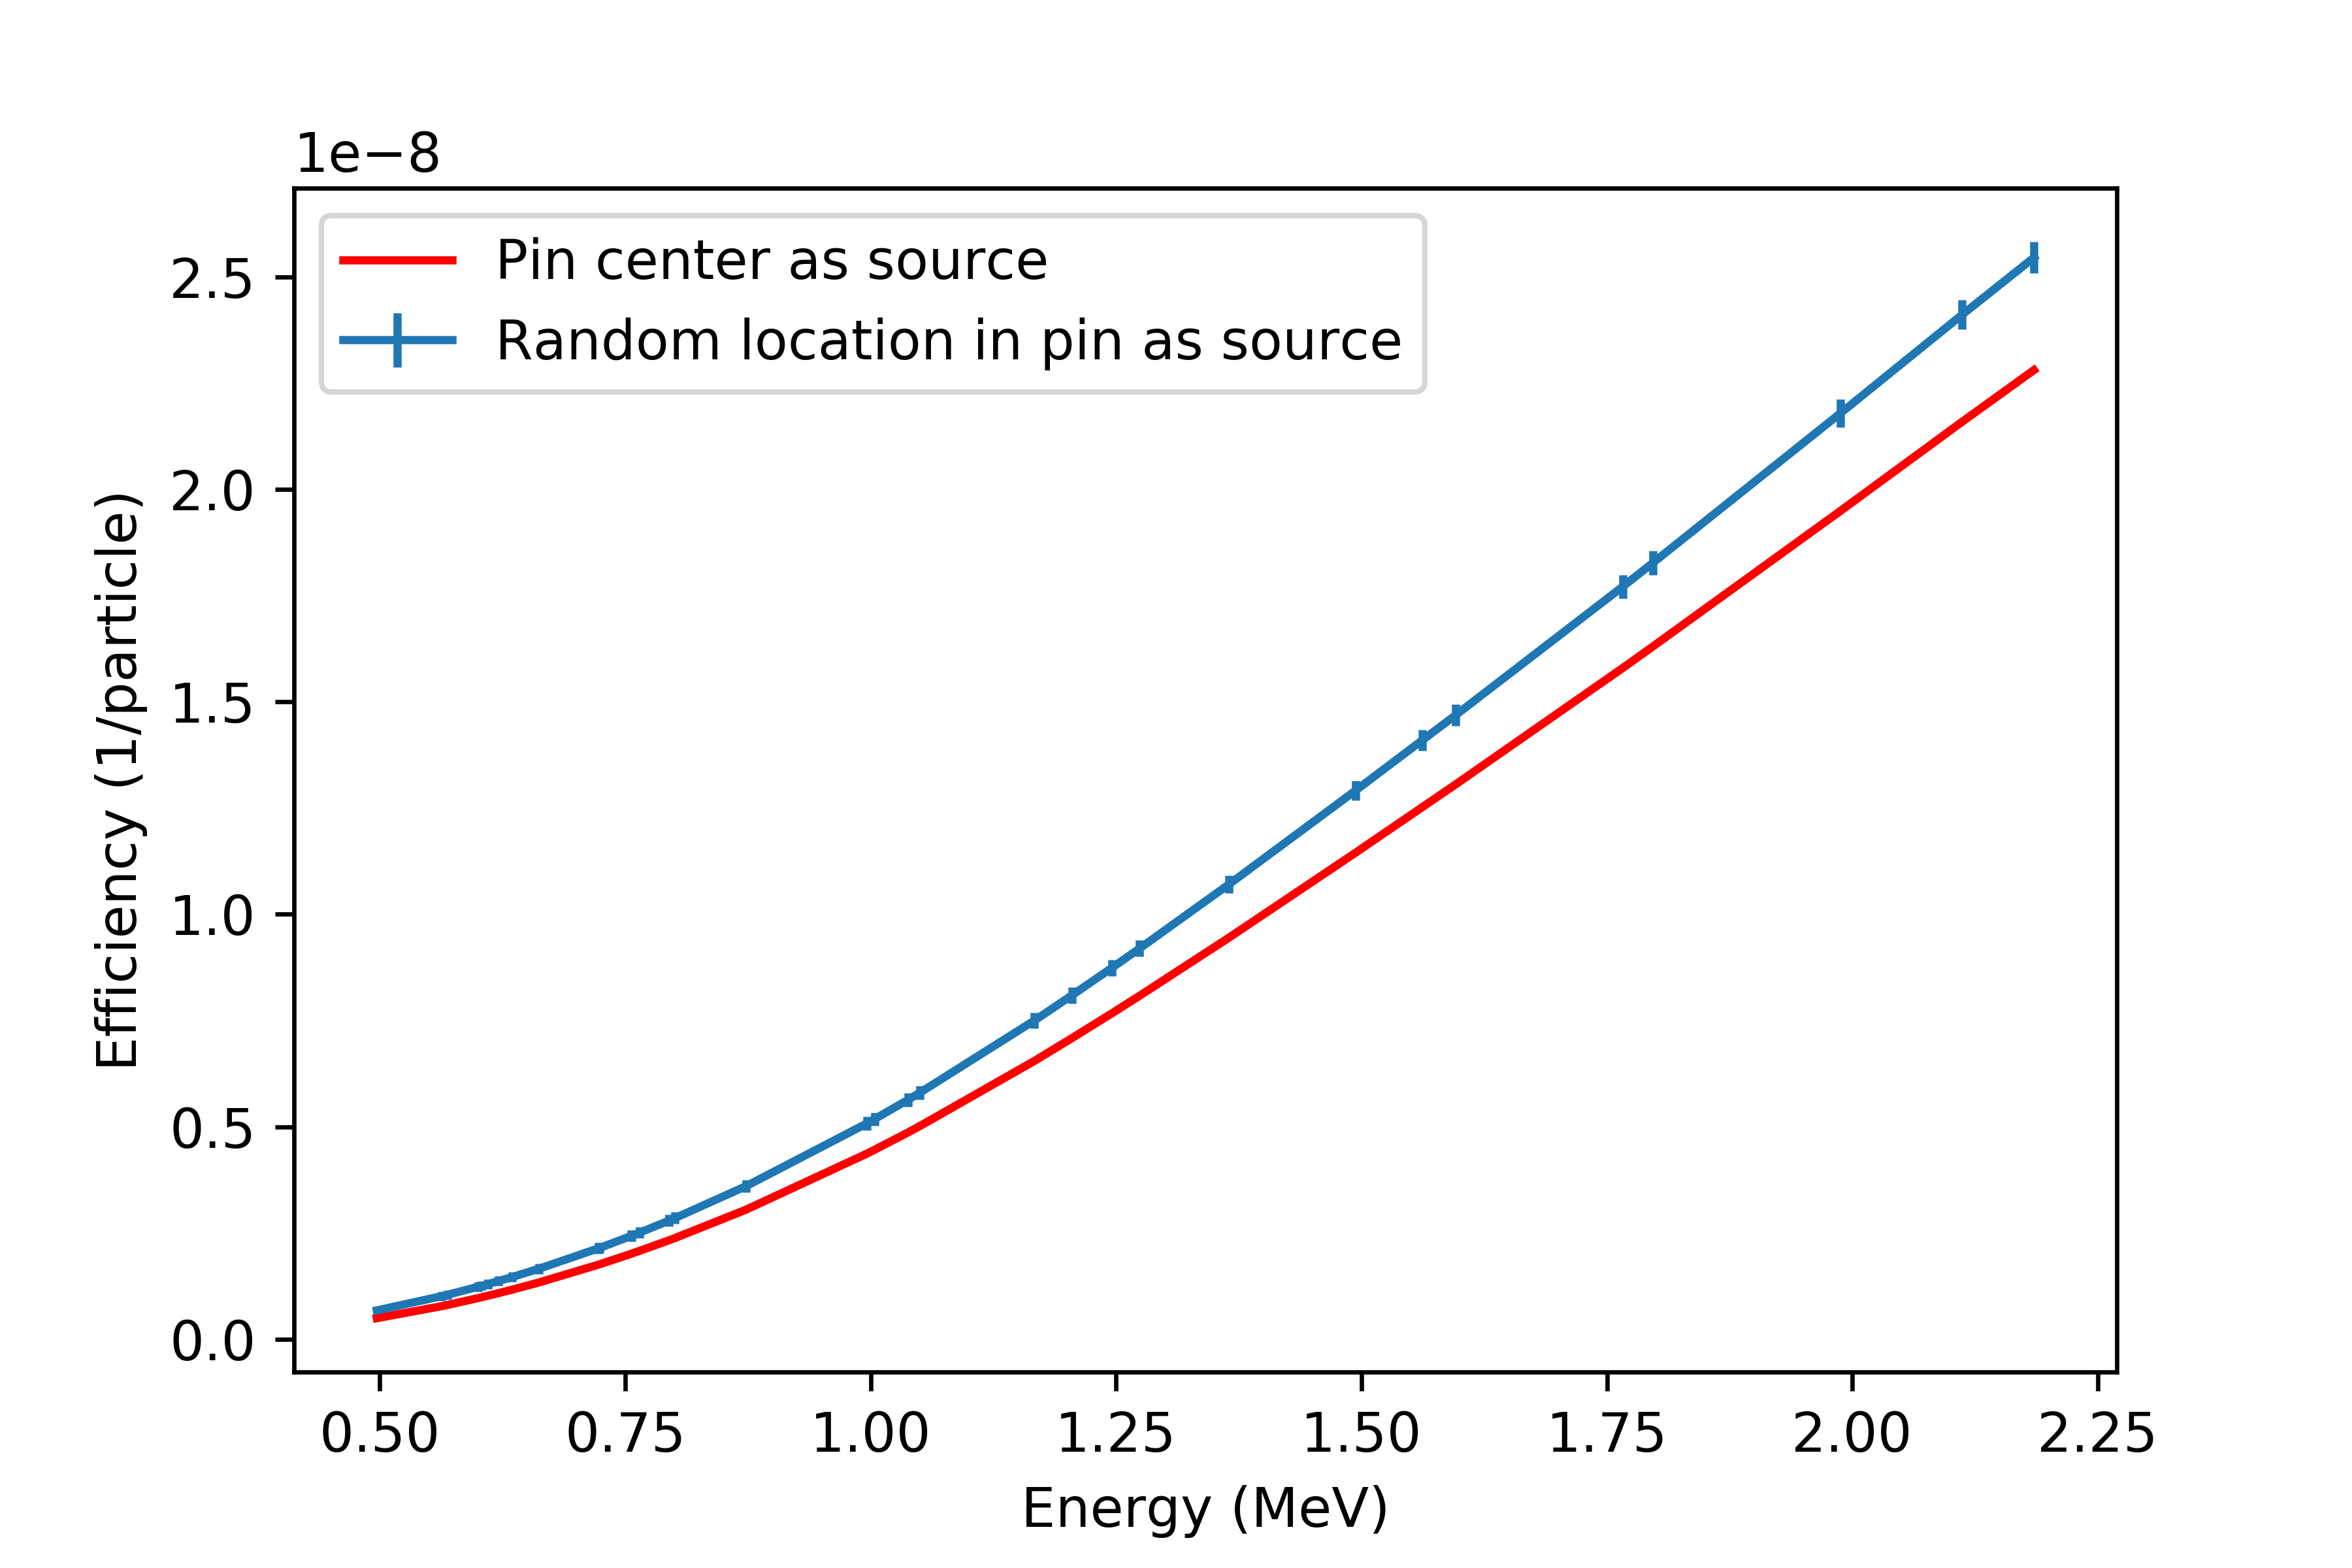 1e−8
Pin center as source
Random location in pin as source
2.5
2.0
1.5
1.0
0.5
0.0
Efficiency (1/particle)
0.50 0.75 1.00 1.25 1.50 1.75 2.00 2.25
Energy (MeV)